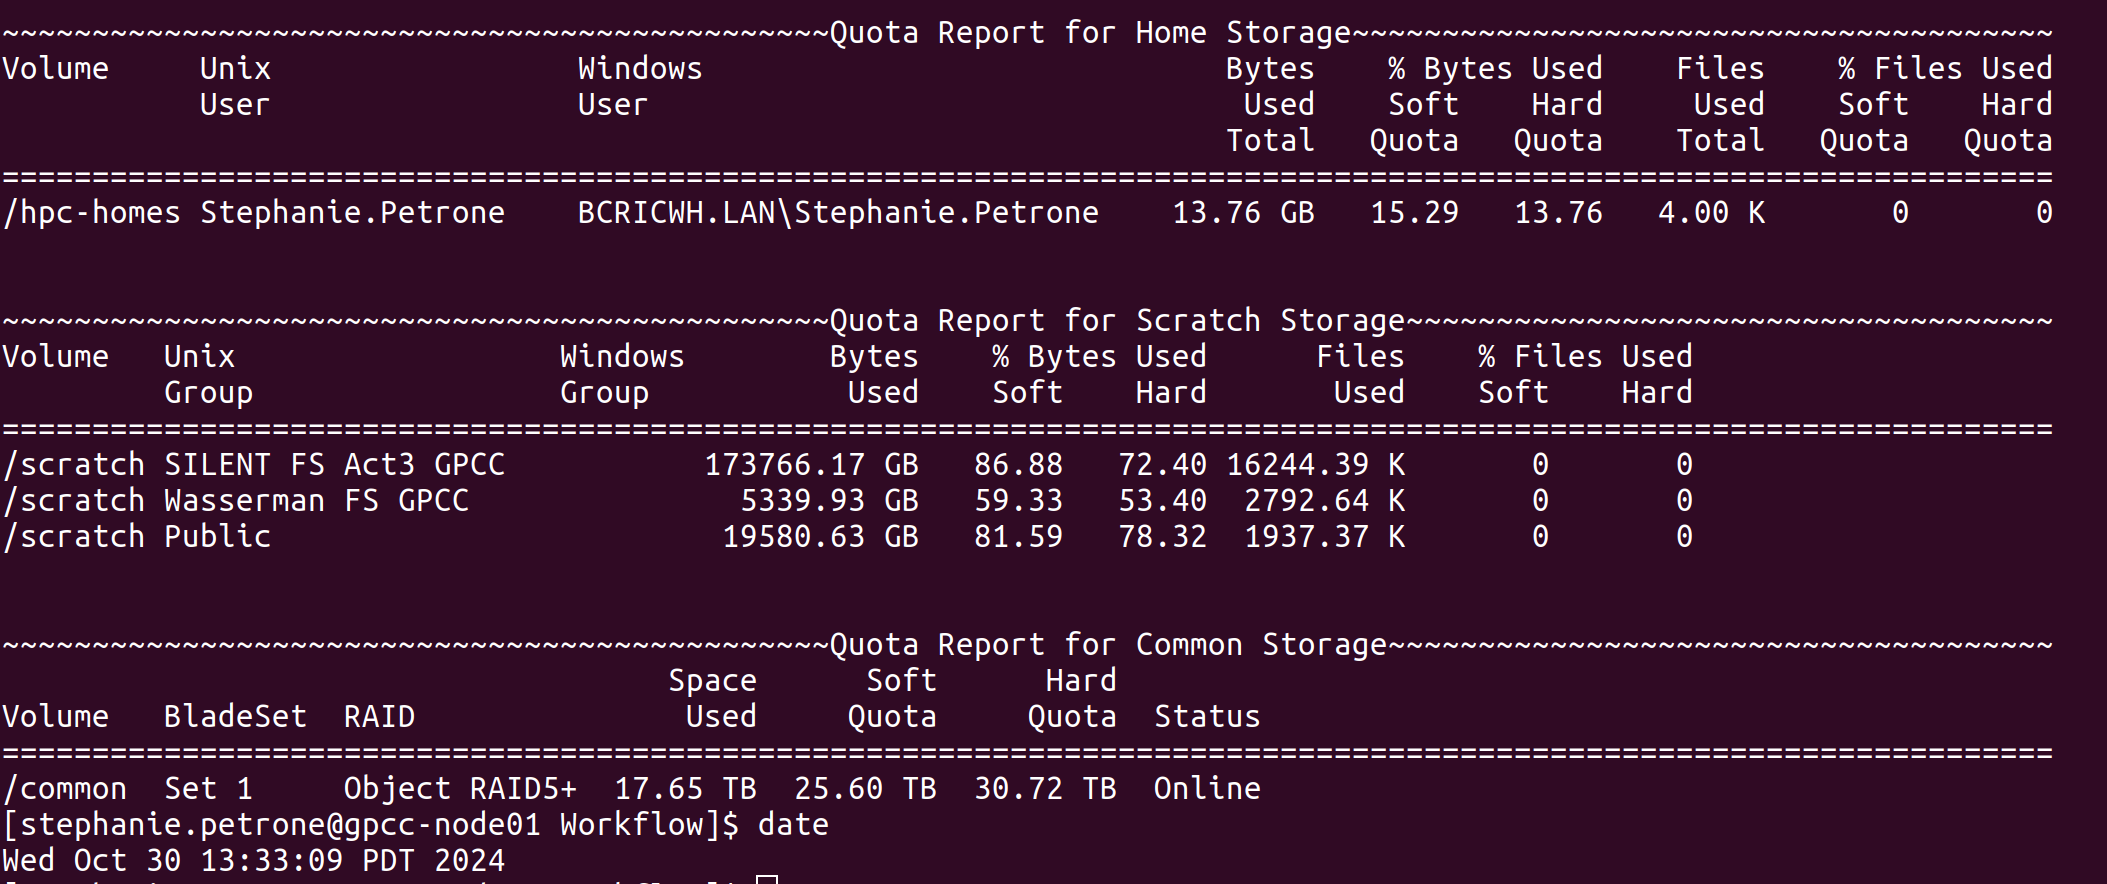 ~~~~~~~~~~~~~~~~~~~~~~~~~~~~~~~~~~~~~~~~~~~~~~Quota Report for Home Storage~~~~~~~~~~~~~~~~~~~~~~~~~~~~~~~~~~~~~~~
Volume     Unix                 Windows                             Bytes    % Bytes Used    Files    % Files Used
           User                 User                                 Used    Soft    Hard     Used    Soft    Hard
                                                                    Total   Quota   Quota    Total   Quota   Quota
==================================================================================================================
/hpc-homes Stephanie.Petrone    BCRICWH.LAN\Stephanie.Petrone    13.76 GB   15.29   13.76   4.00 K       0       0
~~~~~~~~~~~~~~~~~~~~~~~~~~~~~~~~~~~~~~~~~~~~~~Quota Report for Scratch Storage~~~~~~~~~~~~~~~~~~~~~~~~~~~~~~~~~~~~
Volume   Unix                  Windows        Bytes    % Bytes Used      Files    % Files Used
         Group                 Group           Used    Soft    Hard       Used    Soft    Hard
==================================================================================================================
/scratch SILENT FS Act3 GPCC           173766.17 GB   86.88   72.40 16244.39 K       0       0
/scratch Wasserman FS GPCC               5339.93 GB   59.33   53.40  2792.64 K       0       0
/scratch Public                         19580.63 GB   81.59   78.32  1937.37 K       0       0
~~~~~~~~~~~~~~~~~~~~~~~~~~~~~~~~~~~~~~~~~~~~~~Quota Report for Common Storage~~~~~~~~~~~~~~~~~~~~~~~~~~~~~~~~~~~~~
                                     Space      Soft      Hard
Volume   BladeSet  RAID               Used     Quota     Quota  Status
==================================================================================================================
/common  Set 1     Object RAID5+  17.65 TB  25.60 TB  30.72 TB  Online
[stephanie.petrone@gpcc-node01 Workflow]$ date
Wed Oct 30 13:33:09 PDT 2024